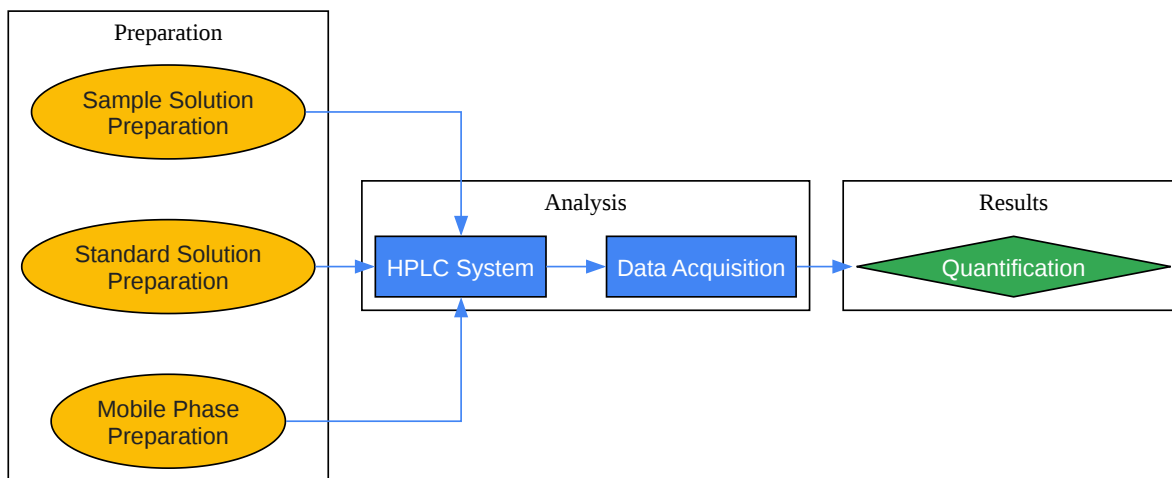 Preparation
Sample Solution
Preparation
Standard Solution
Preparation
Mobile Phase
Preparation
Analysis
HPLC System
Data Acquisition
Results
Quantification